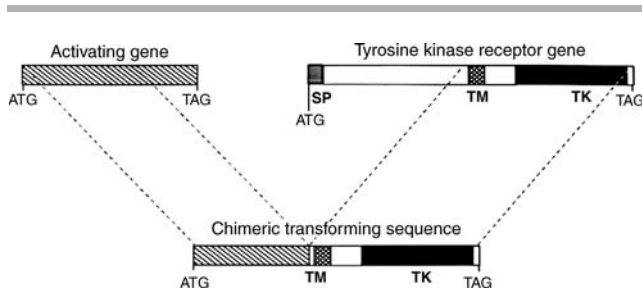 Activating gene
Tyrosine kinase receptor gene
ATG TAG SP TM TK TAG
ATG
Chimeric transforming sequence
ATG TM TK TAG